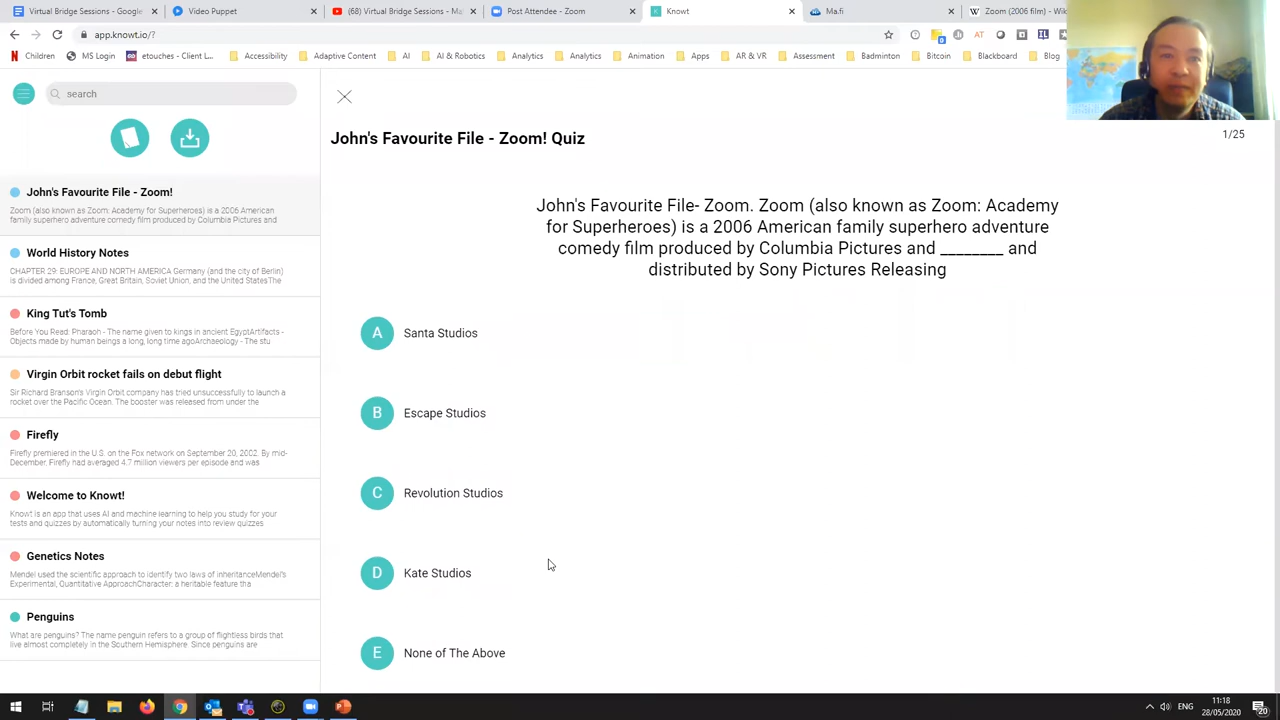 Virtual Bridge Sessions - Google
Video Puppet
(68) Virtual Bridge Sessions - Ma
Post Attendee - Zoom
Knowt
Ma.fi
Zoom (2006 film) - Wik
app.knowt.io/?
Children
MS Login
etouches - Client L...
Accessibility
Adaptive Content
AI
AI & Robotics
Analytics
Analytics
Animation
Apps
AR & VR
Assessment
Badminton
Bitcoin
Blackboard
Blog
search
John's Favourite File - Zoom! Quiz
1/25
John's Favourite File - Zoom!
Zoom (also known as Zoom: Academy for Superheroes) is a 2006 American
family superhero adventure comedy film produced by Columbia Pictures and
World History Notes
CHAPTER 29: EUROPE AND NORTH AMERICA Germany (and the city of Berlin)
is divided among France, Great Britain, Soviet Union, and the United StatesThe
King Tut's Tomb
Before You Read: Pharaoh - The name given to kings in ancient EgyptArtifacts -
Objects made by human beings a long, long time agoArchaeology - The stu
Virgin Orbit rocket fails on debut flight
Sir Richard Branson's Virgin Orbit company has tried unsuccessfully to launch a
rocket over the Pacific Ocean. The booster was released from under the
Firefly
Firefly premiered in the U.S. on the Fox network on September 20, 2002. By mid-
December, Firefly had averaged 4.7 million viewers per episode and was
Welcome to Knowt!
Knowt is an app that uses AI and machine learning to help you study for your
tests and quizzes by automatically turning your notes into review quizzes
Genetics Notes
Mendel used the scientific approach to identify two laws of inheritanceMendel's
Experimental, Quantitative ApproachCharacter: a heritable feature tha
Penguins
What are penguins? The name penguin refers to a group of flightless birds that
live almost completely in the Southern Hemisphere Since penguins are
John's Favourite File- Zoom. Zoom (also known as Zoom: Academy
for Superheroes) is a 2006 American family superhero adventure
comedy film produced by Columbia Pictures and ________ and
distributed by Sony Pictures Releasing
A Santa Studios
B Escape Studios
C Revolution Studios
D Kate Studios
E None of The Above
ENG
11:18
28/05/2020
20